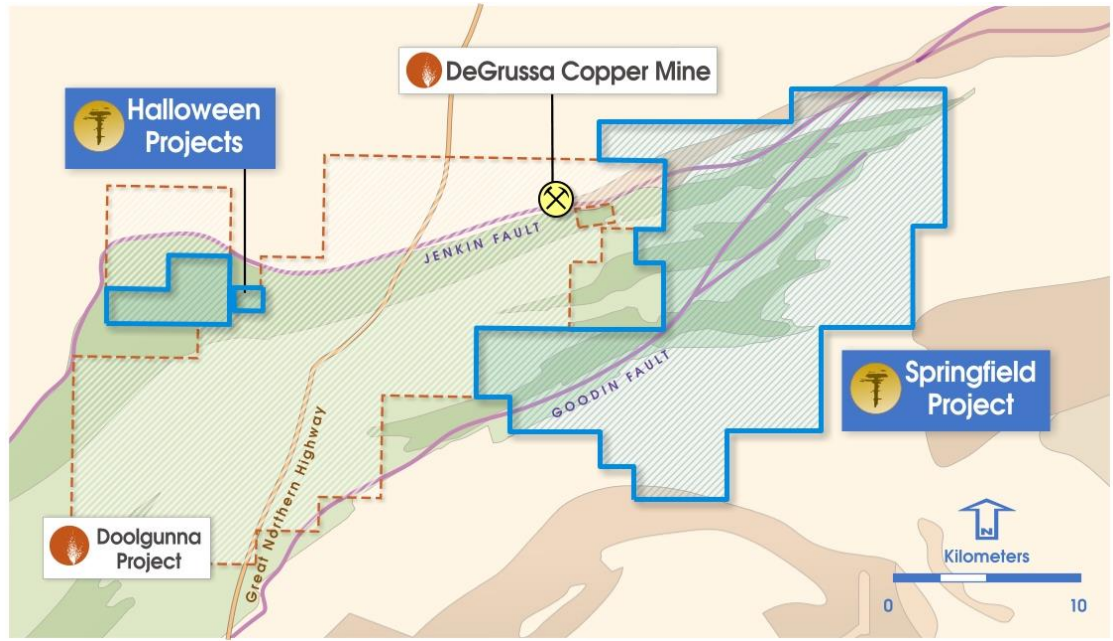 DeGrussa Copper Mine
Halloween
Projects
JENKIN FAULT
GOODIN FAULT
Springfield
Project
Great Northern Highway
Doolgunna
Project
N
Kilometers
0 10